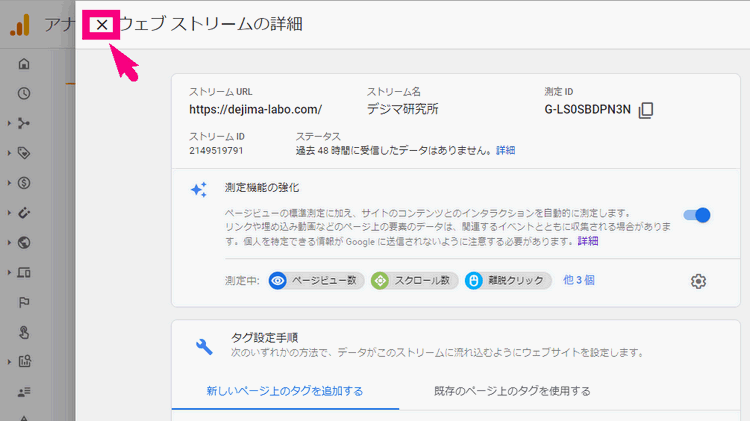 アナ
ウェブ ストリームの詳細
ストリーム URL
ストリーム名
測定 ID
https://dejima-labo.com/
デジマ研究所
G-LS0SBDPN3N
ストリーム ID
ステータス
2149519791
過去 48 時間に受信したデータはありません。詳細
測定機能の強化
ページビューの標準測定に加え、サイトのコンテンツとのインタラクションを自動的に測定します。
リンクや埋め込み動画などのページ上の要素のデータは、関連するイベントとともに収集される場合がありま
す。個人を特定できる情報が Google に送信されないように注意する必要があります。詳細
測定中:
ページビュー数
スクロール数
離脱クリック
他 3 個
タグ設定手順
次のいずれかの方法で、データがこのストリームに流れ込むようにウェブサイトを設定します。
新しいページ上のタグを追加する
既存のページ上のタグを使用する